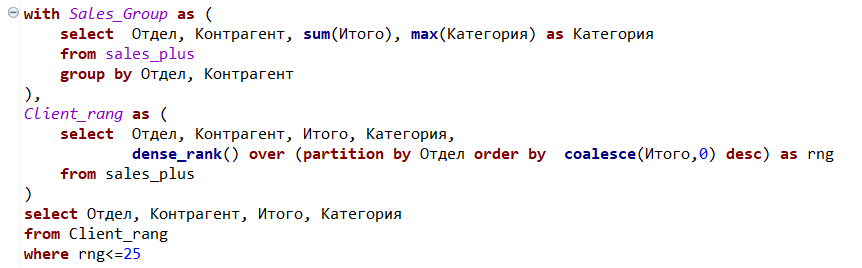 with Sales_Group as (
select Отдел, Контрагент, sum(Итого), max(Категория) as Категория
from sales_plus
group by Отдел, Контрагент
),
Client_rang as (
select Отдел, Контрагент, Итого, Категория,
dense_rank() over (partition by Отдел order by coalesce(Итого,0) desc) as rng
from sales_plus
)
select Отдел, Контрагент, Итого, Категория
from Client_rang
where rng<=25